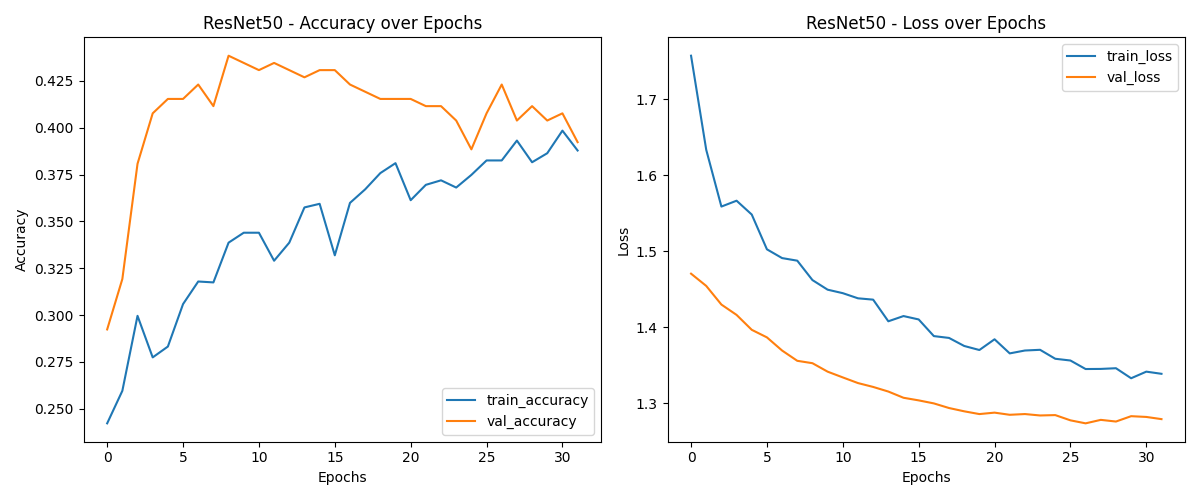 ResNet50 - Accuracy over Epochs
Accuracy
0.425
0.400
0.375
0.350
0.325
0.300
0.275
0.250
train_accuracy
val_accuracy
0 5 10 15 20 25 30
Epochs
ResNet50 - Loss over Epochs
Loss
train_loss
val_loss
1.7
1.6
1.5
1.4
1.3
0 5 10 15 20 25 30
Epochs